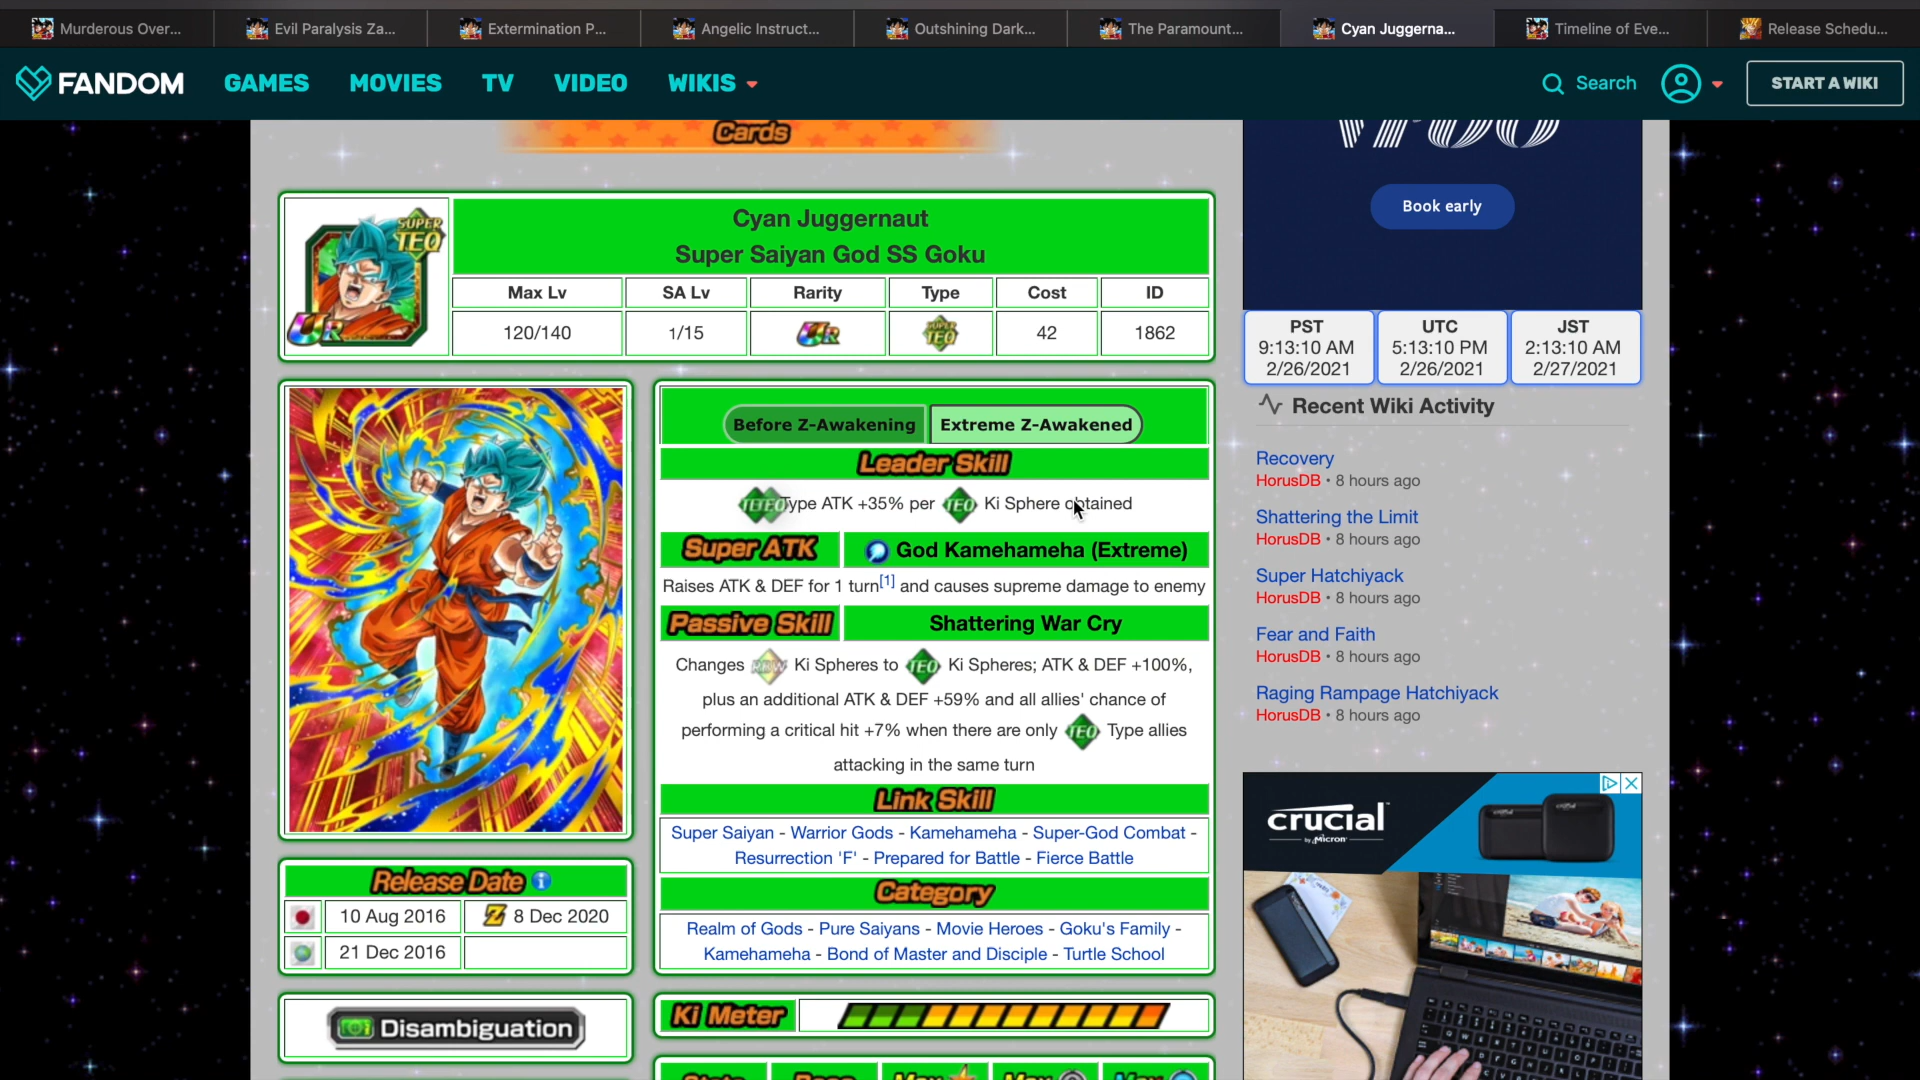 Murderous Over...
Evil Paralysis Za...
Extermination P...
Angelic Instruct...
Outshining Dark...
The Paramount...
Cyan Juggerna...
Timeline of Eve...
Release Schedu...
FANDOM
GAMES
MOVIES
TV
VIDEO
WIKIS
Search
START A WIKI
Cards
SUPER
TEQ
UR
Cyan Juggernaut
Super Saiyan God SS Goku
Max Lv
SA Lv
Rarity
Type
Cost
ID
120/140
1/15
UR
SUPER
TEQ
42
1862
Before Z-Awakening
Extreme Z-Awakened
Leader Skill
Type ATK +35% per TEQ Ki Sphere obtained
Super ATK
God Kamehameha (Extreme)
Raises ATK & DEF for 1 turn[1] and causes supreme damage to enemy
Passive Skill
Shattering War Cry
Changes Ki Spheres to TEQ Ki Spheres; ATK & DEF +100%,
plus an additional ATK & DEF +59% and all allies' chance of
performing a critical hit +7% when there are only TEQ Type allies
attacking in the same turn
Link Skill
Super Saiyan - Warrior Gods - Kamehameha - Super-God Combat -
Resurrection 'F' - Prepared for Battle - Fierce Battle
Category
Realm of Gods - Pure Saiyans - Movie Heroes - Goku's Family -
Kamehameha - Bond of Master and Disciple - Turtle School
Release Date i
10 Aug 2016
Z 8 Dec 2020
21 Dec 2016
Disambiguation
Ki Meter
Book early
PST
9:13:10 AM
2/26/2021
UTC
5:13:10 PM
2/26/2021
JST
2:13:10 AM
2/27/2021
Recent Wiki Activity
Recovery
HorusDB • 8 hours ago
Shattering the Limit
HorusDB • 8 hours ago
Super Hatchiyack
HorusDB • 8 hours ago
Fear and Faith
HorusDB • 8 hours ago
Raging Rampage Hatchiyack
HorusDB • 8 hours ago
crucial
by Micron